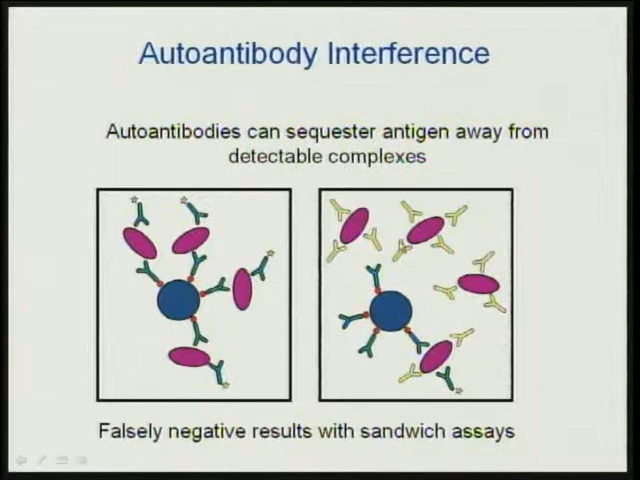 Autoantibody Interference
Autoantibodies can sequester antigen away from
detectable complexes
Falsely negative results with sandwich assays